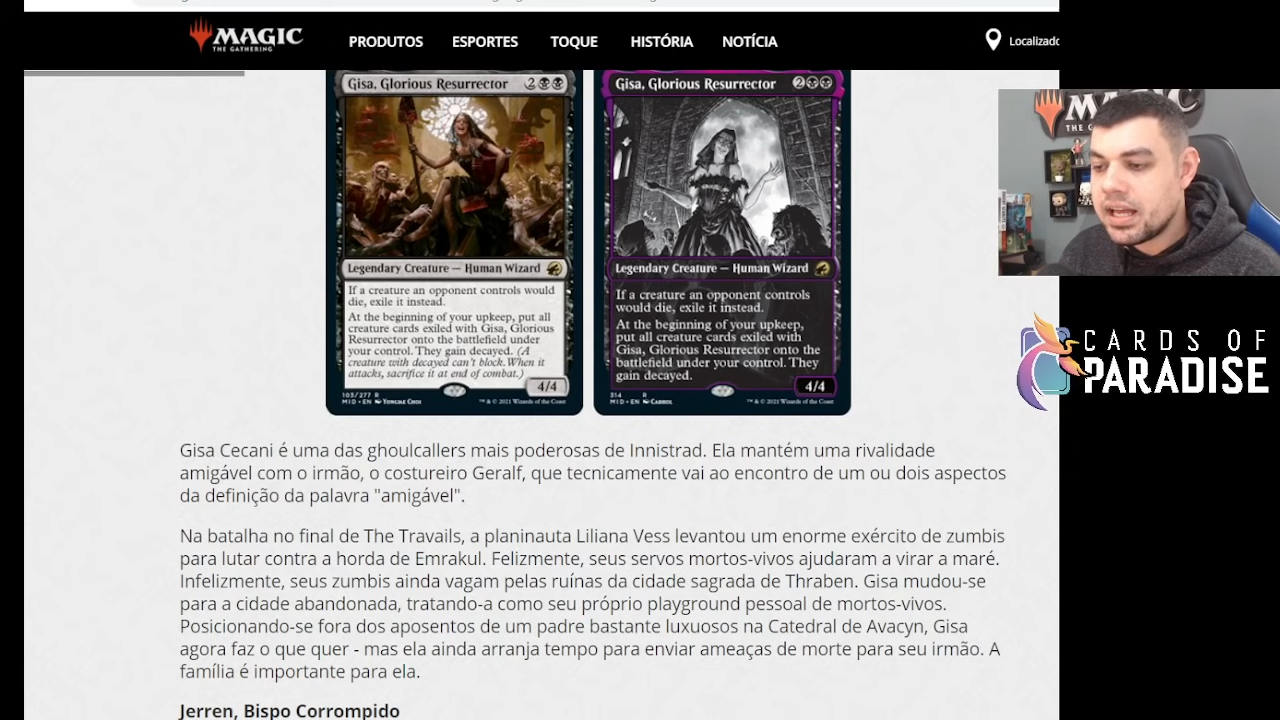 MAGIC
THE GATHERING
PRODUTOS
ESPORTES
TOQUE
HISTÓRIA
NOTÍCIA
Gisa, Glorious Resurrector 2
Legendary Creature — Human Wizard
If a creature an opponent controls would
die, exile it instead.
At the beginning of your upkeep, put all
creature cards exiled with Gisa, Glorious
Resurrector onto the battlefield under
your control. They gain decayed. (A
creature with decayed can't block. When it
attacks, sacrifice it at end of combat.)
4/4
103/277 R
MID • EN YONGJAE CHOI
™ & © 2021 Wizards of the Coast
Gisa, Glorious Resurrector 2
Legendary Creature — Human Wizard
If a creature an opponent controls
would die, exile it instead.
At the beginning of your upkeep,
put all creature cards exiled with
Gisa, Glorious Resurrector onto the
battlefield under your control. They
gain decayed.
4/4
314 R
MID • EN CABROL
™ & © 2021 Wizards of the Coast
CARDS OF
PARADISE
Gisa Cecani é uma das ghoulcallers mais poderosas de Innistrad. Ela mantém uma rivalidade
amigável com o irmão, o costureiro Geralf, que tecnicamente vai ao encontro de um ou dois aspectos
da definição da palavra "amigável".
Na batalha no final de The Travails, a planinauta Liliana Vess levantou um enorme exército de zumbis
para lutar contra a horda de Emrakul. Felizmente, seus servos mortos-vivos ajudaram a virar a maré.
Infelizmente, seus zumbis ainda vagam pelas ruínas da cidade sagrada de Thraben. Gisa mudou-se
para a cidade abandonada, tratando-a como seu próprio playground pessoal de mortos-vivos.
Posicionando-se fora dos aposentos de um padre bastante luxuosos na Catedral de Avacyn, Gisa
agora faz o que quer - mas ela ainda arranja tempo para enviar ameaças de morte para seu irmão. A
família é importante para ela.
Jerren, Bispo Corrompido